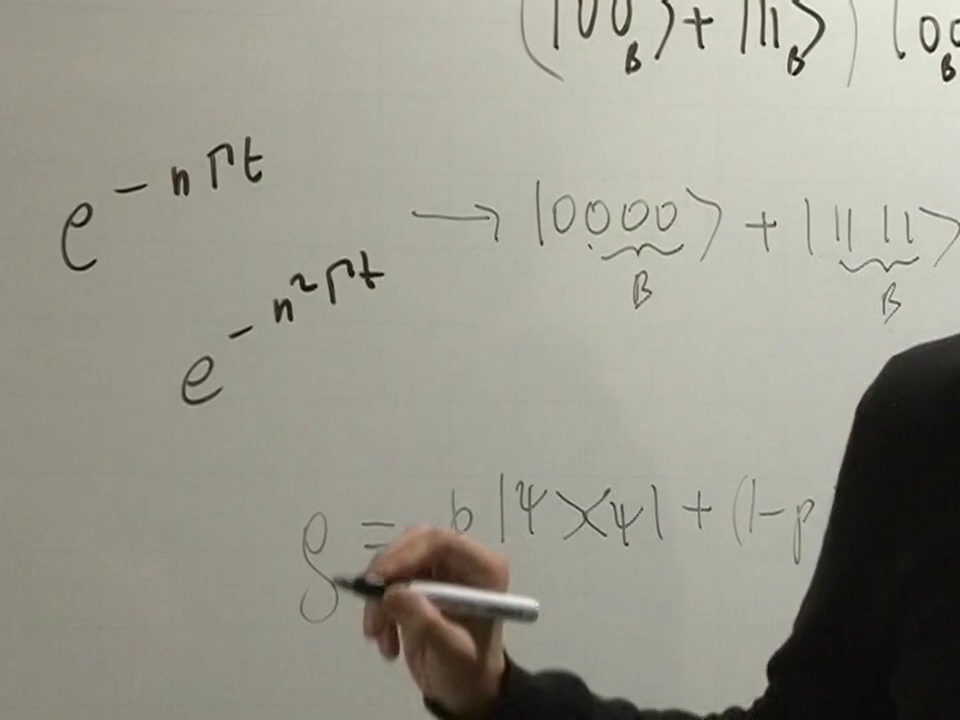 (|00_B⟩ + |11_B⟩) |00_B
e^{-nΓt}
→ |0000⟩ + |1111⟩
B B
e^{-n²Γt}
ρ = p |ψ⟩⟨ψ| + (1-p